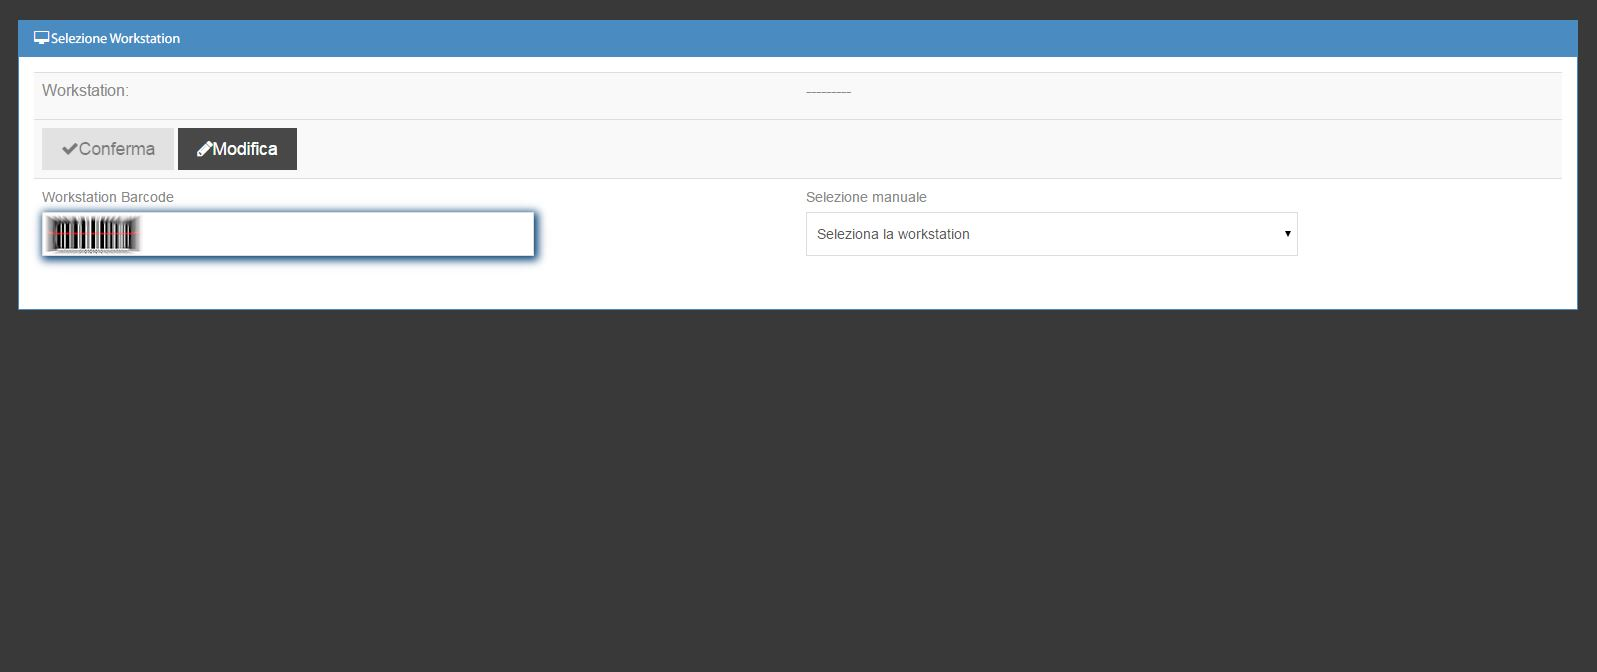 Selezione Workstation
Workstation: ---------
Conferma Modifica
Workstation Barcode Selezione manuale
Seleziona la workstation